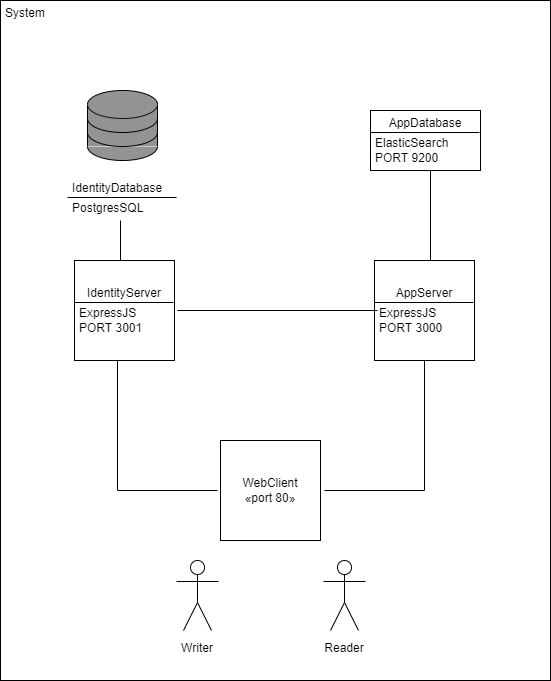 System
AppDatabase
ElasticSearch
PORT 9200
IdentityDatabase
PostgresSQL
IdentityServer
ExpressJS
PORT 3001
AppServer
ExpressJS
PORT 3000
WebClient
«port 80»
Writer
Reader